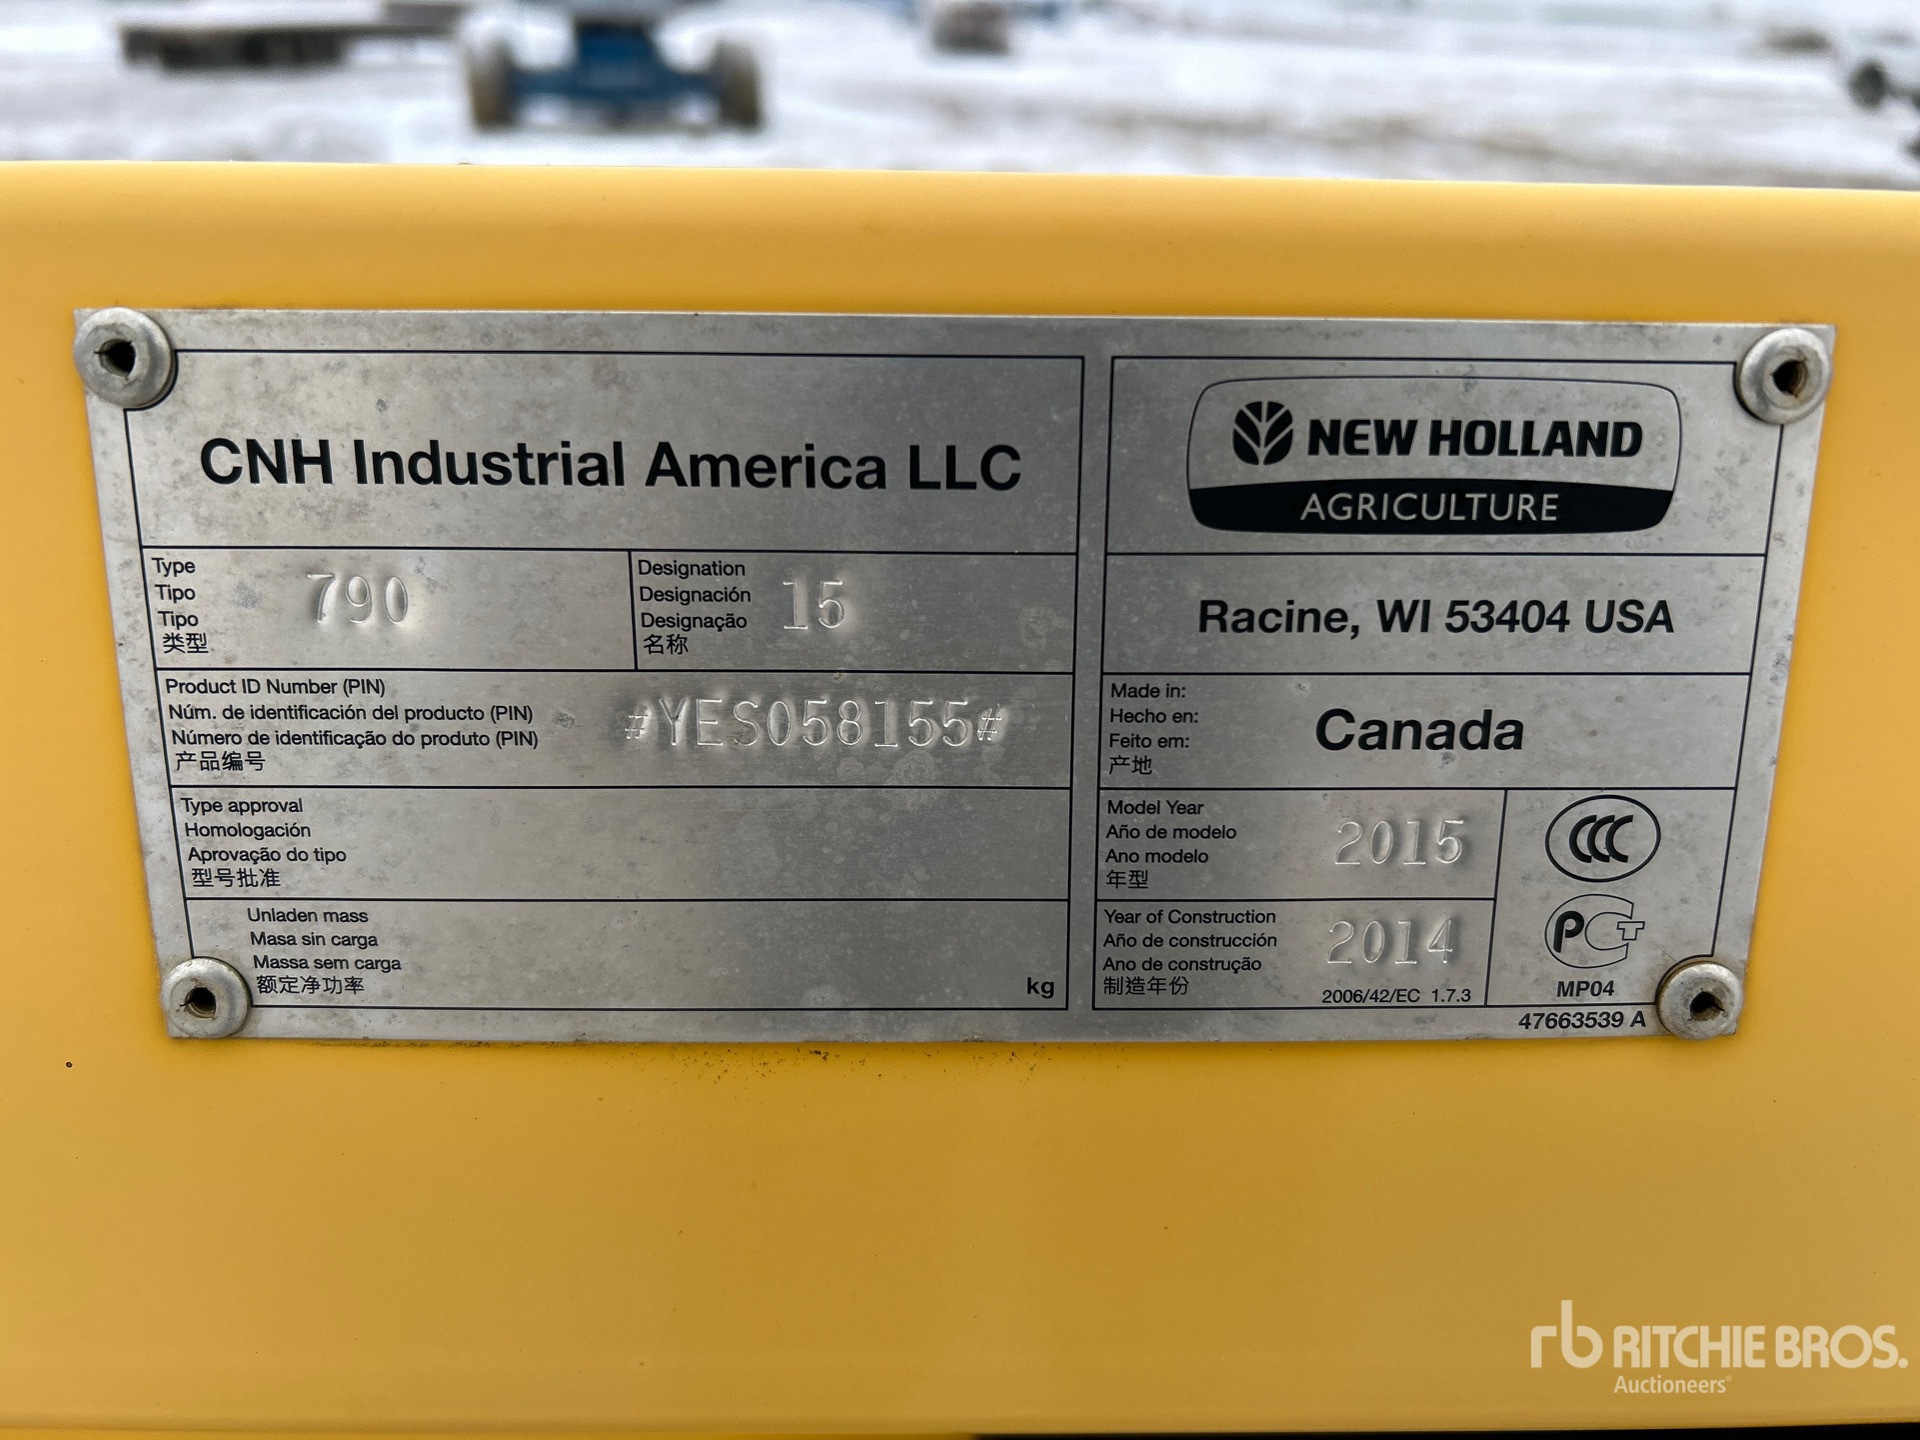 CNH Industrial America LLC
Type
Tipo
Tipo
类型
790
Designation
Designación
Designação
名称
15
Product ID Number (PIN)
Núm. de identificación del producto (PIN)
Número de identificação do produto (PIN)
产品编号
#YES058155#
Type approval
Homologación
Aprovação do tipo
型号批准
Unladen mass
Masa sin carga
Massa sem carga
额定净功率
kg
NEW HOLLAND
AGRICULTURE
Racine, WI 53404 USA
Made in:
Hecho en:
Feito em:
产地
Canada
Model Year
Año de modelo
Ano modelo
年型
2015
Year of Construction
Año de construcción
Ano de construção
制造年份
2014
2006/42/EC 1.7.3
CCC
PCT
MP04
47663539 A
rb RITCHIE BROS.
Auctioneers